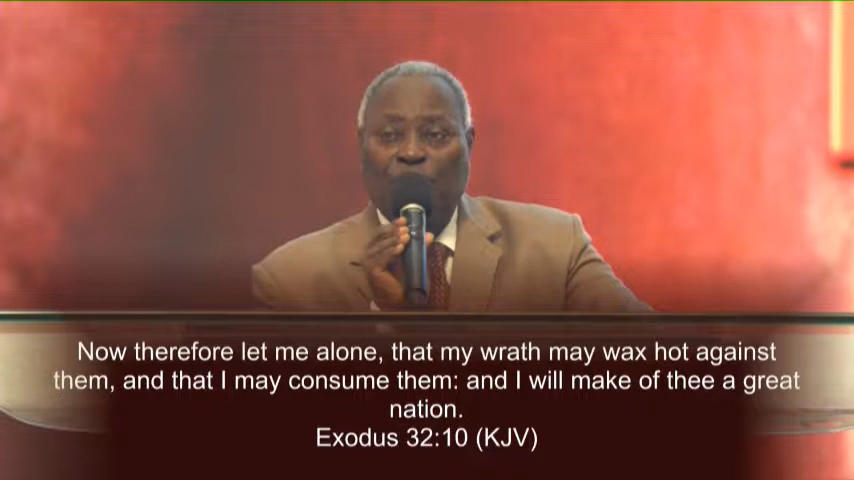 Now therefore let me alone, that my wrath may wax hot against
them, and that I may consume them: and I will make of thee a great
nation.
Exodus 32:10 (KJV)